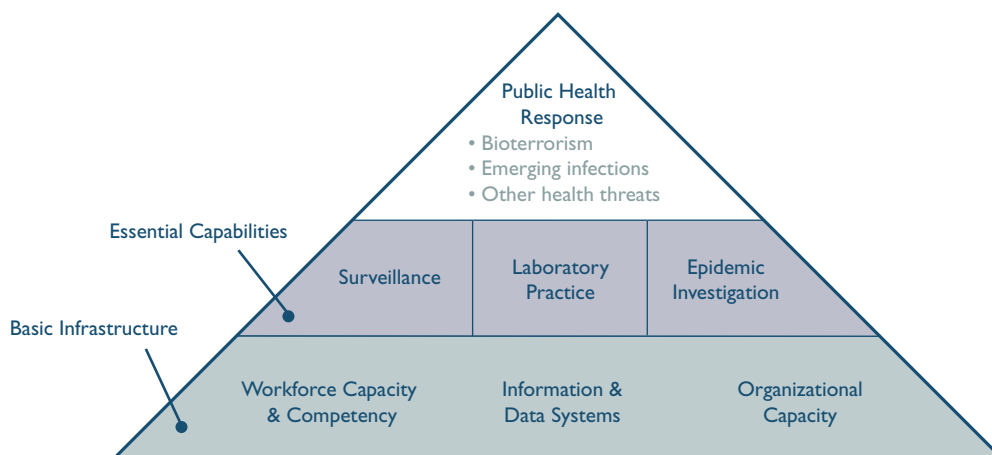 Public Health
Response
• Bioterrorism
• Emerging infections
• Other health threats
Essential Capabilities
Surveillance
Laboratory
Practice
Epidemic
Investigation
Basic Infrastructure
Workforce Capacity
& Competency
Information &
Data Systems
Organizational
Capacity